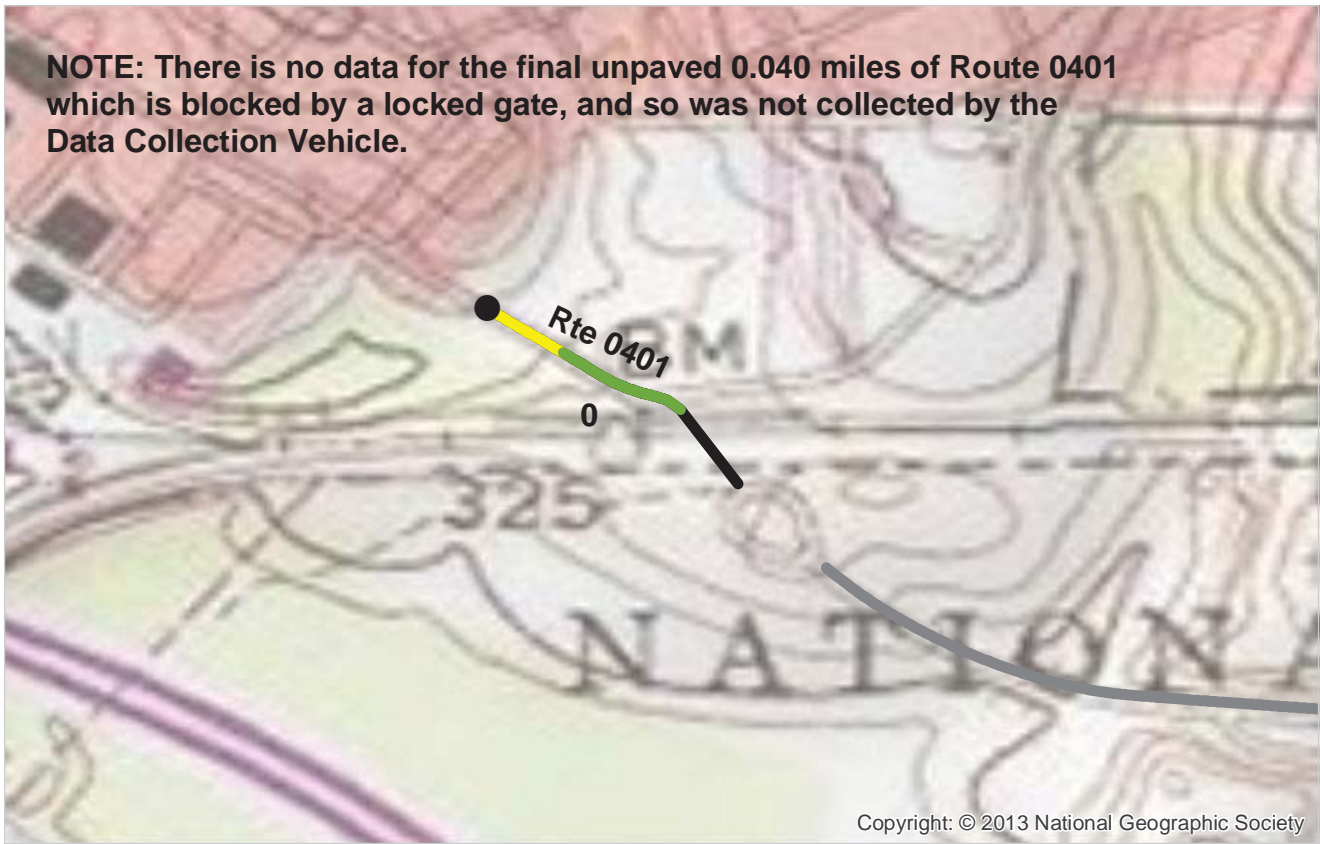 NOTE: There is no data for the final unpaved 0.040 miles of Route 0401
which is blocked by a locked gate, and so was not collected by the
Data Collection Vehicle.
Rte 0401
BM
0
325
NATIONA
Copyright: © 2013 National Geographic Society